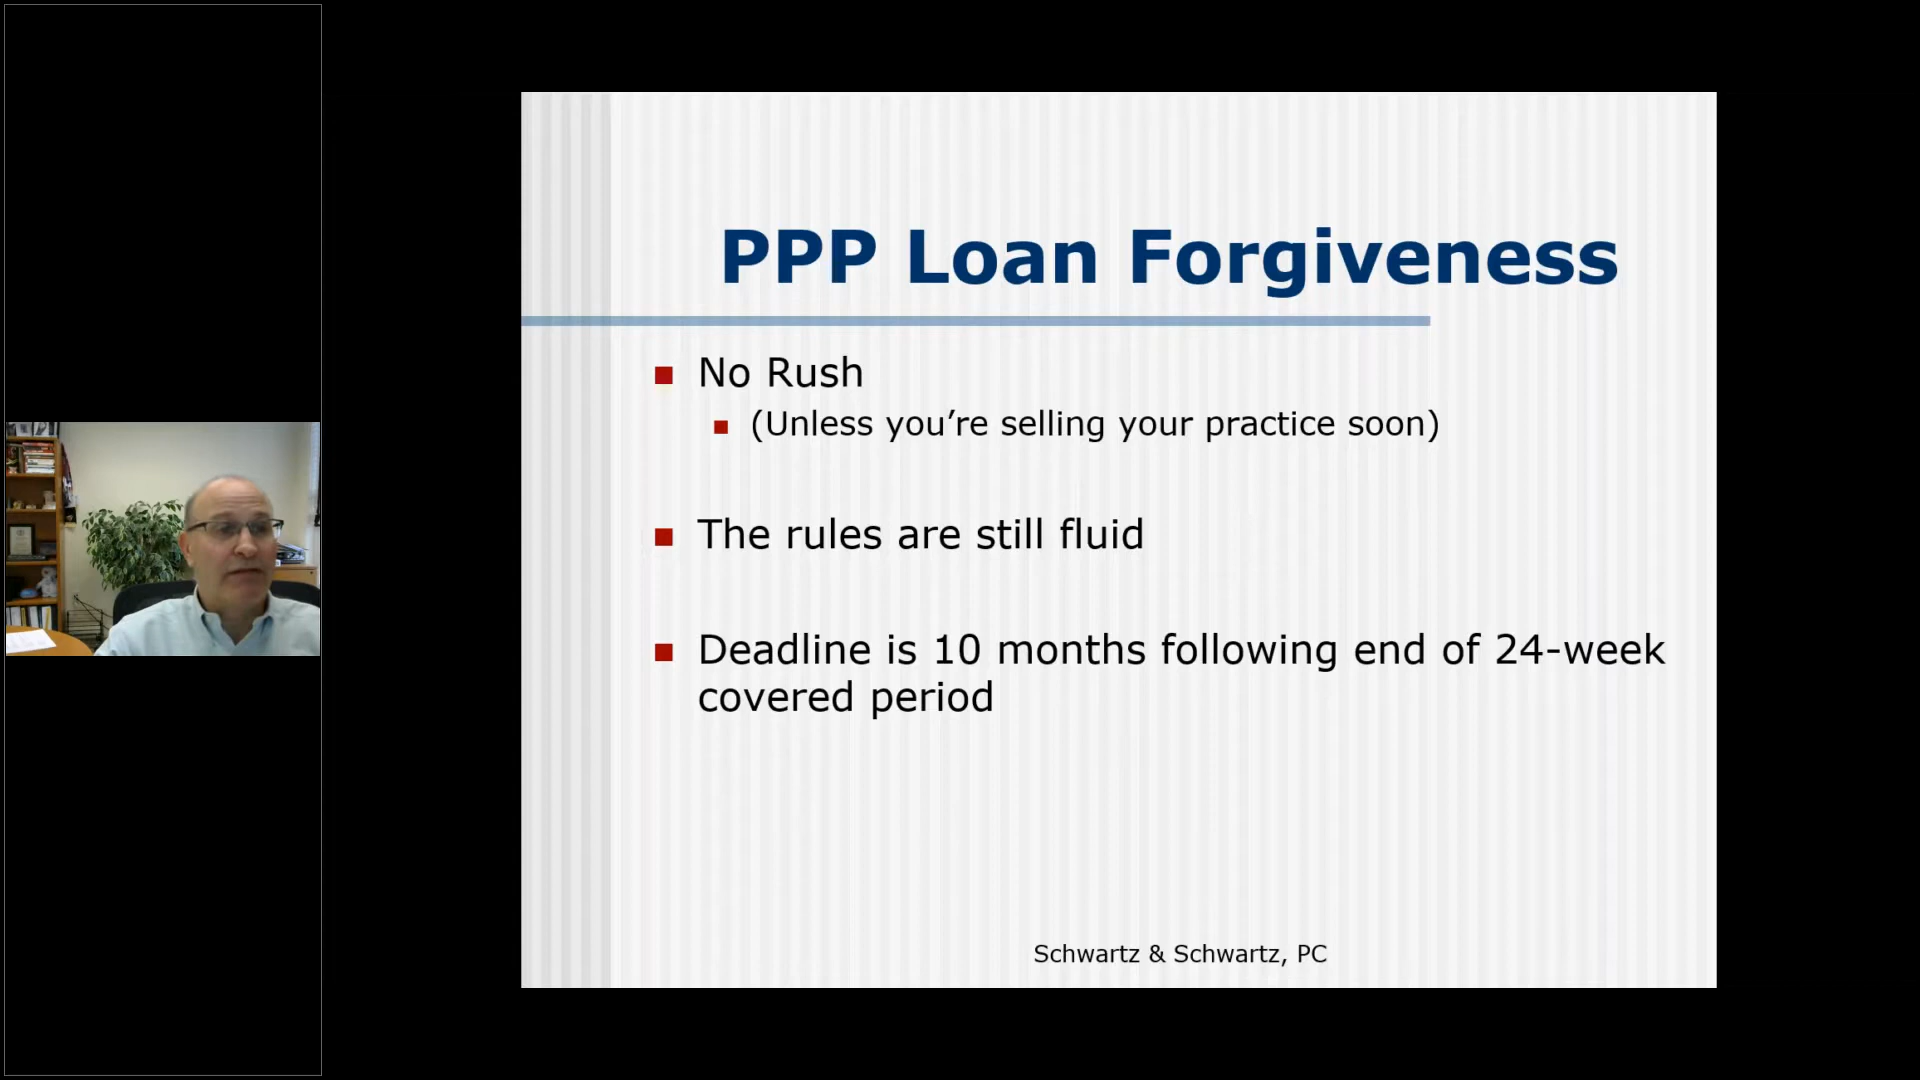 PPP Loan Forgiveness
No Rush
(Unless you’re selling your practice soon)
The rules are still fluid
Deadline is 10 months following end of 24-week
covered period
Schwartz & Schwartz, PC